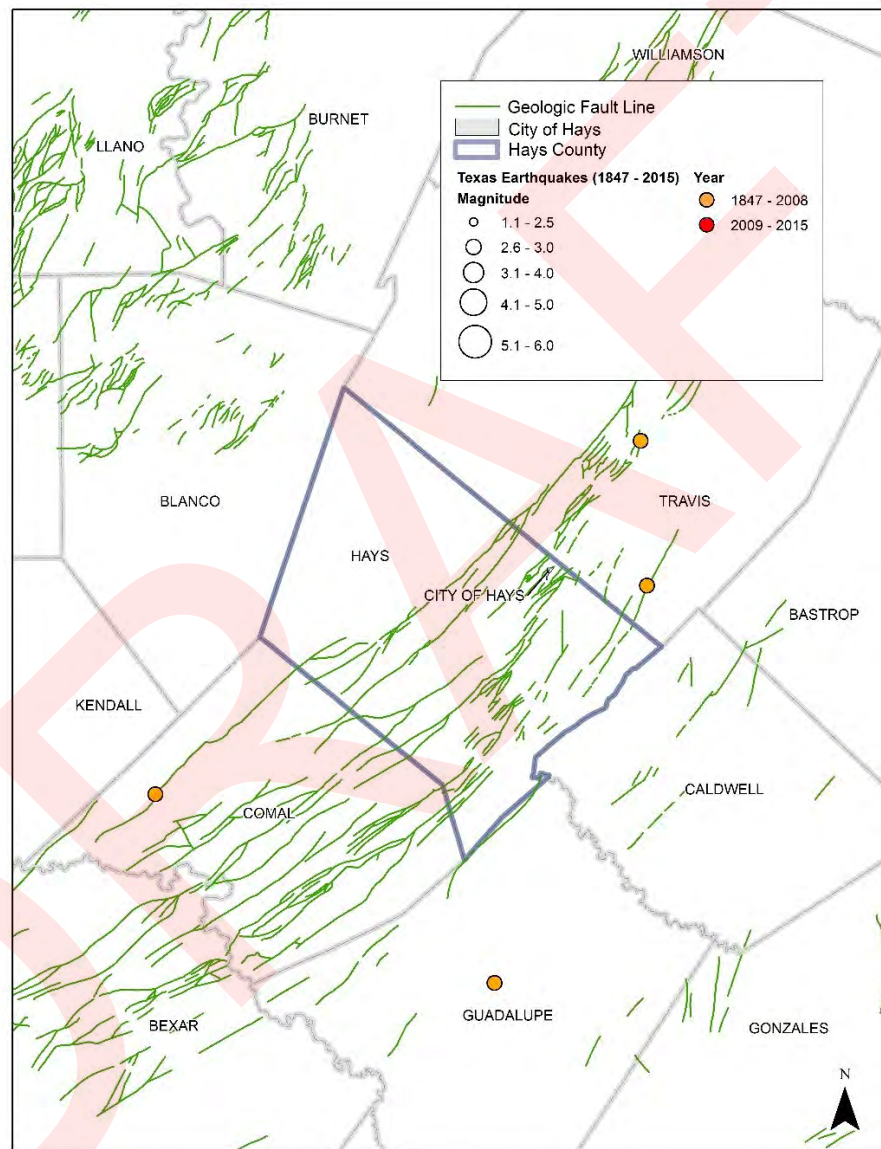 WILLIAMSON
Geologic Fault Line
City of Hays
Hays County
Texas Earthquakes (1847 - 2015) Year
Magnitude
1847 - 2008
1.1 - 2.5
2009 - 2015
2.6 - 3.0
3.1 - 4.0
4.1 - 5.0
5.1 - 6.0
BURNET
LLANO
BLANCO
TRAVIS
HAYS
CITY OF HAYS
BASTROP
KENDALL
CALDWELL
COMAL
GUADALUPE
BEXAR
GONZALES
N
DRAFT